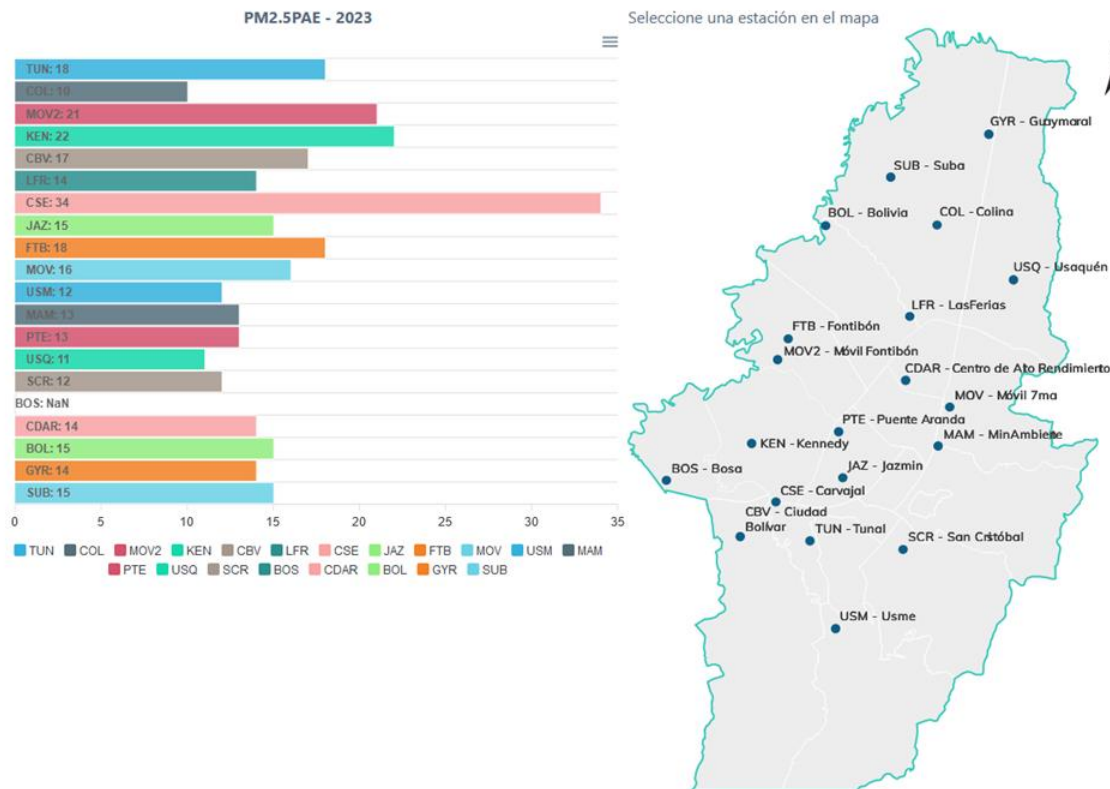 PM2.5PAE - 2023
TUN: 18
COL: 10
MOV2: 21
KEN: 22
CBV: 17
LFR: 14
CSE: 34
JAZ: 15
FTB: 18
MOV: 16
USM: 12
MAM: 13
PTE: 13
USQ: 11
SCR: 12
BOS: NaN
CDAR: 14
BOL: 15
GYR: 14
SUB: 15
0 5 10 15 20 25 30 35
TUN COL MOV2 KEN CBV LFR CSE JAZ FTB MOV USM MAM
PTE USQ SCR BOS CDAR BOL GYR SUB
Seleccione una estación en el mapa
GYR - Guaymaral
SUB - Suba
BOL - Bolivia
COL - Colina
USQ - Usaquén
LFR - LasFerias
FTB - Fontibón
MOV2 - Móvil Fontibón
CDAR - Centro de Alto Rendimiento
MOV - Móvil 7ma
PTE - Puente Aranda
MAM - MinAmbiente
KEN - Kennedy
BOS - Bosa
JAZ - Jazmin
CSE - Carvajal
CBV - Ciudad
Bolívar
TUN - Tunal
SCR - San Cristóbal
USM - Usme